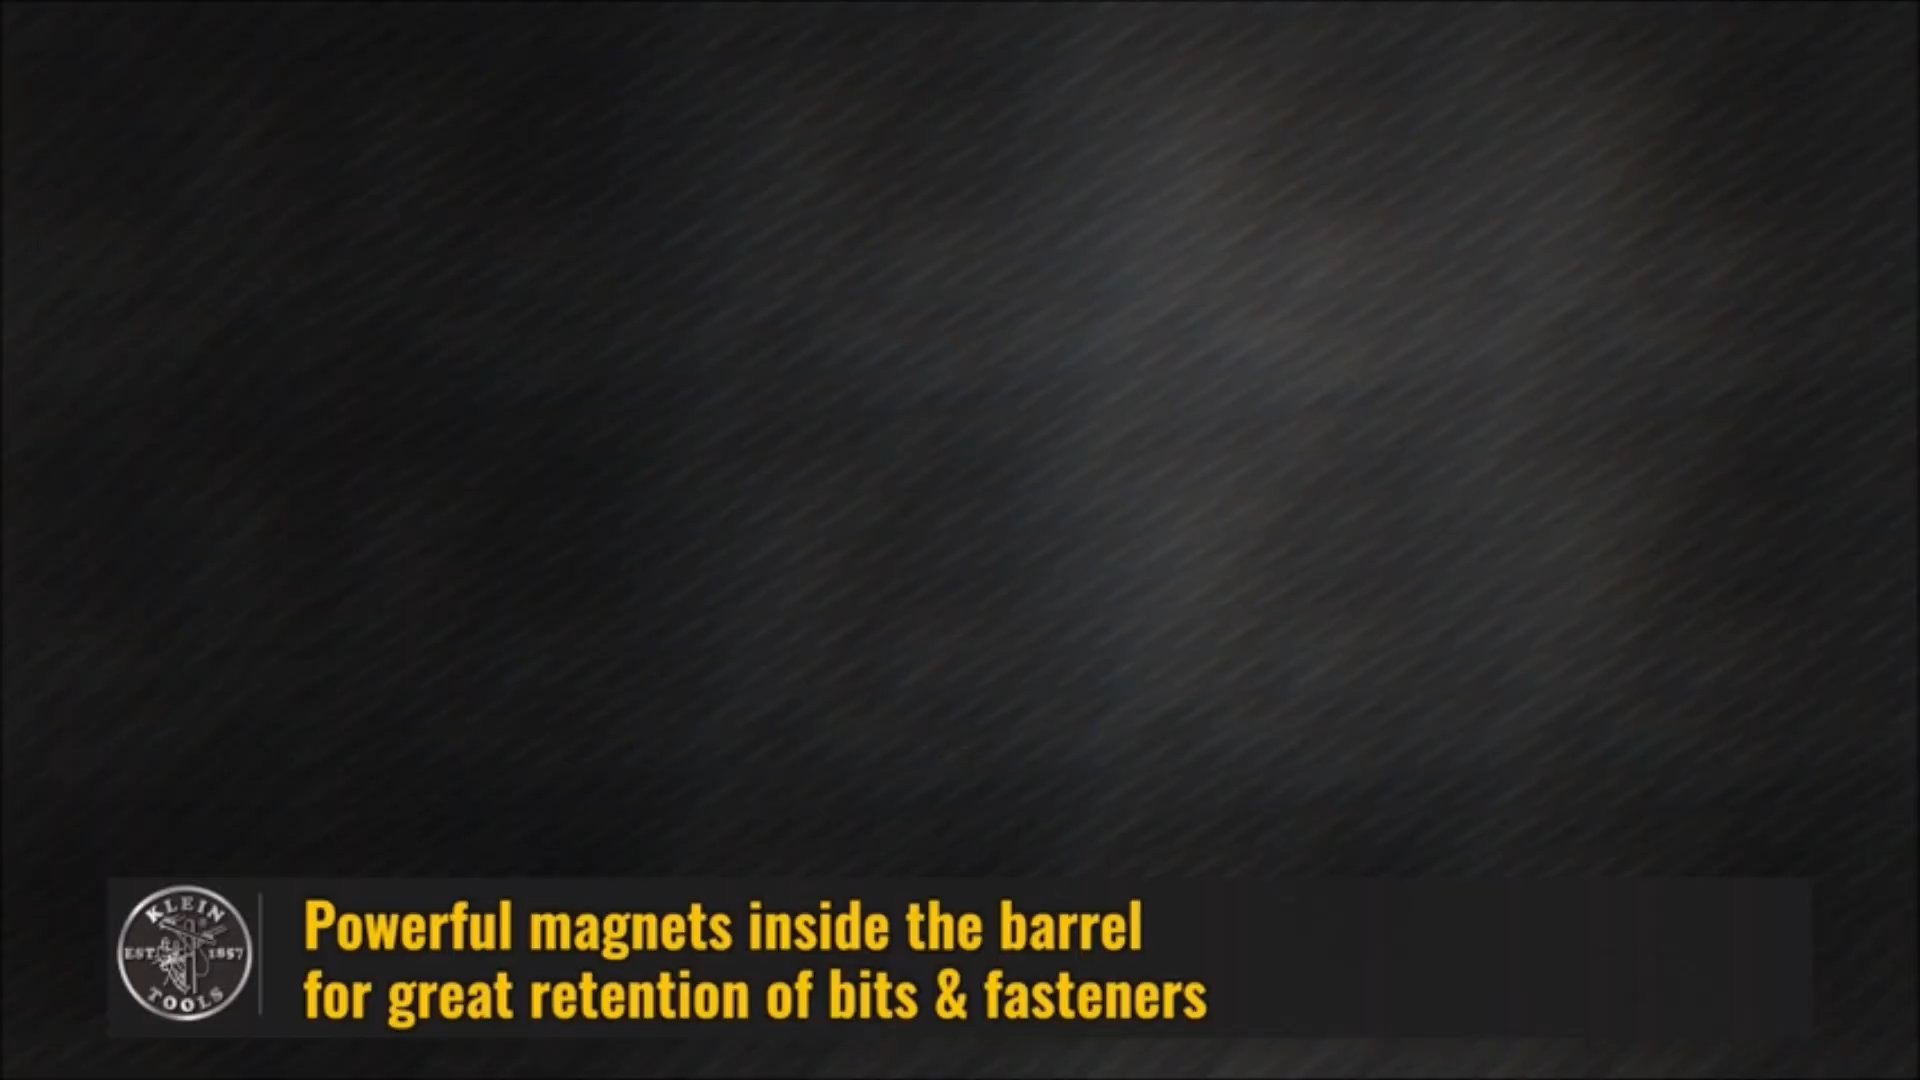 KLEIN
EST. 1857
TOOLS
Powerful magnets inside the barrel
for great retention of bits & fasteners